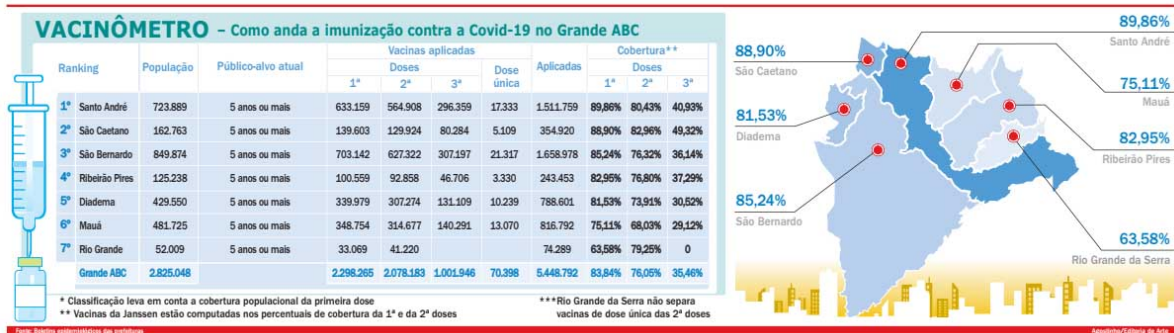 VACINÔMETRO – Como anda a imunização contra a Covid-19 no Grande ABC
Ranking População Público-alvo atual Vacinas aplicadas Aplicadas Cobertura**
Doses Dose única Doses
1ª 2ª 3ª 1ª 2ª 3ª
1º Santo André 723.889 5 anos ou mais 633.159 564.908 296.359 17.333 1.511.759 89,86% 80,43% 40,93%
2º São Caetano 162.763 5 anos ou mais 139.603 129.924 80.284 5.109 354.920 88,90% 82,96% 49,32%
3º São Bernardo 849.874 5 anos ou mais 703.142 627.322 307.197 21.317 1.658.978 85,24% 76,32% 36,14%
4º Ribeirão Pires 125.238 5 anos ou mais 100.559 92.858 46.706 3.330 243.453 82,95% 76,80% 37,29%
5º Diadema 429.550 5 anos ou mais 339.979 307.274 131.109 10.239 788.601 81,53% 73,91% 30,52%
6º Mauá 481.725 5 anos ou mais 348.754 314.677 140.291 13.070 816.792 75,11% 68,03% 29,12%
7º Rio Grande 52.009 5 anos ou mais 33.069 41.220 74.289 63,58% 79,25% 0
Grande ABC 2.825.048 2.298.265 2.078.183 1.001.946 70.398 5.448.792 83,84% 76,05% 35,46%
* Classificação leva em conta a cobertura populacional da primeira dose
** Vacinas da Janssen estão computadas nos percentuais de cobertura da 1ª e da 2ª doses
***Rio Grande da Serra não separa
vacinas de dose única das 2ª doses
89,86%
Santo André
88,90%
São Caetano
75,11%
Mauá
81,53%
Diadema
82,95%
Ribeirão Pires
85,24%
São Bernardo
63,58%
Rio Grande da Serra
Fonte: Boletins epidemiológicos das prefeituras
Agostinho/Editoria de Arte